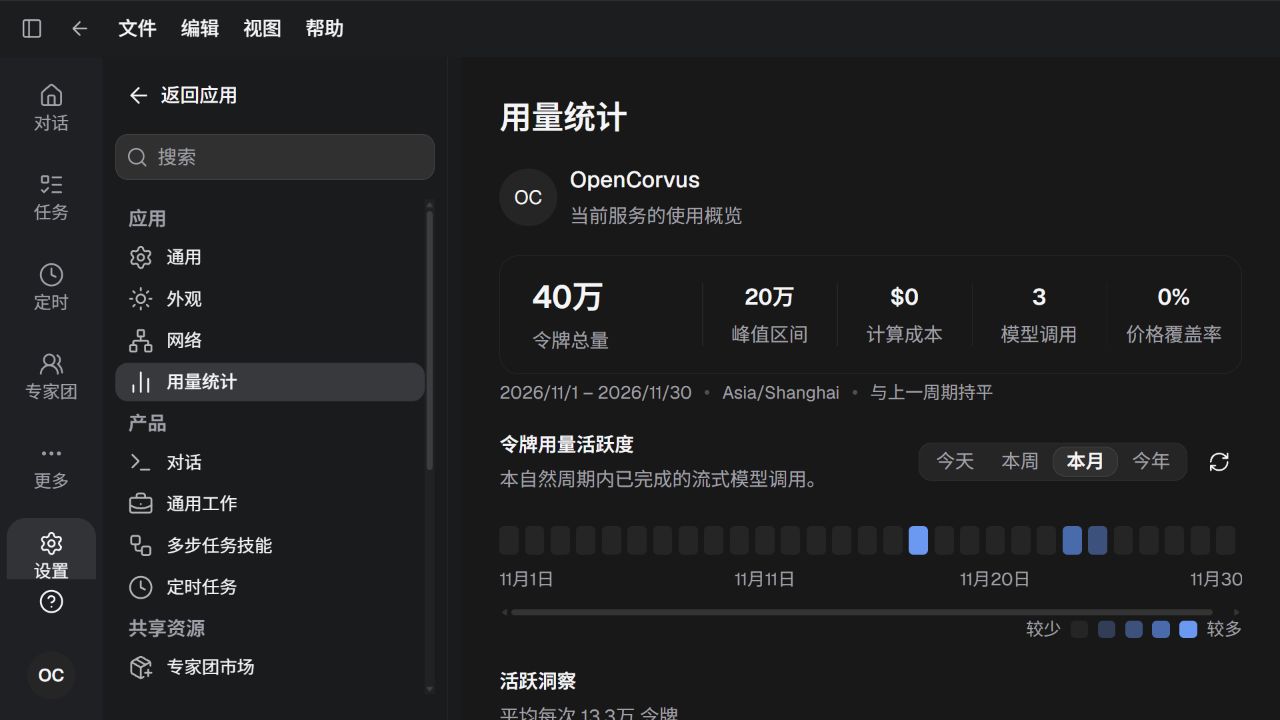 文件 编辑 视图 帮助
对话
任务
定时
专家团
更多
设置
OC
返回应用
搜索
应用
通用
外观
网络
用量统计
产品
对话
通用工作
多步任务技能
定时任务
共享资源
专家团市场
用量统计
OC
OpenCorvus
当前服务的使用概览
40万 20万 $0 3 0%
令牌总量 峰值区间 计算成本 模型调用 价格覆盖率
2026/11/1 – 2026/11/30 • Asia/Shanghai • 与上一周期持平
令牌用量活跃度
本自然周期内已完成的流式模型调用。
今天 本周 本月 今年
11月1日 11月11日 11月20日 11月30
较少 较多
活跃洞察
平均每次 13.3万 令牌